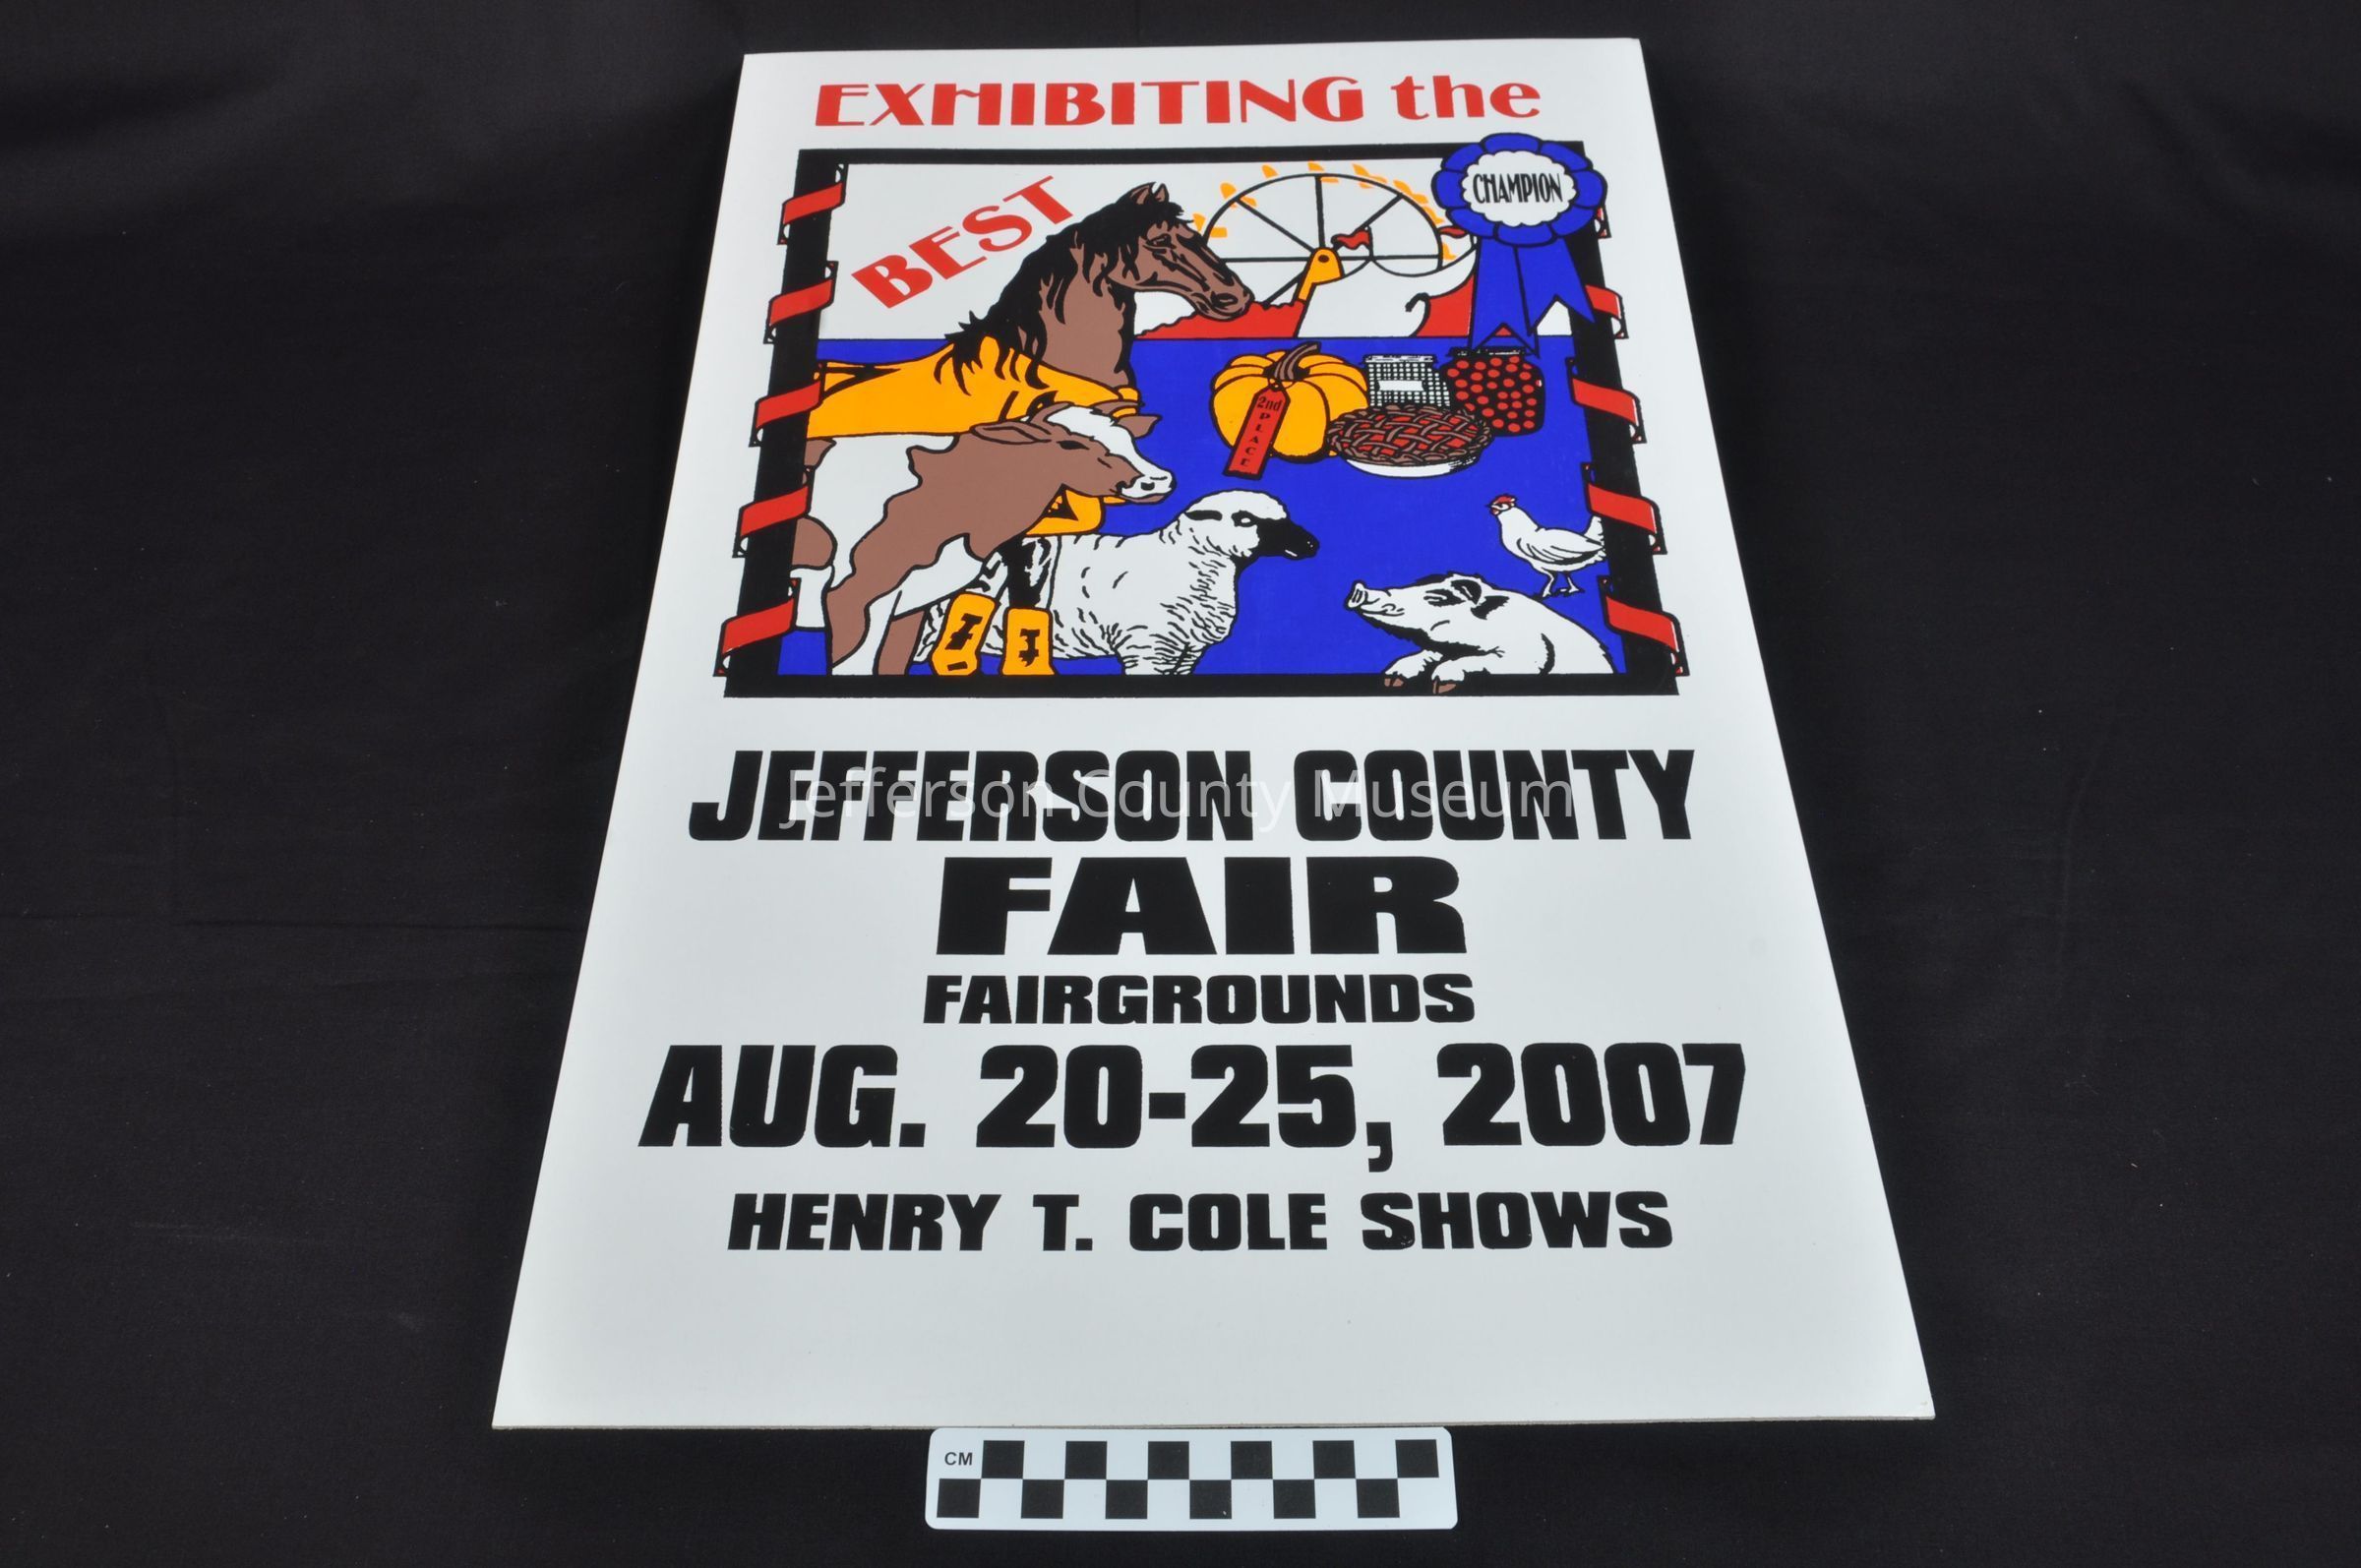 EXHIBITING the
BEST
CHAMPION
2nd
PLACE
JEFFERSON COUNTY
Jefferson County Museum
FAIR
FAIRGROUNDS
AUG. 20-25, 2007
HENRY T. COLE SHOWS
CM